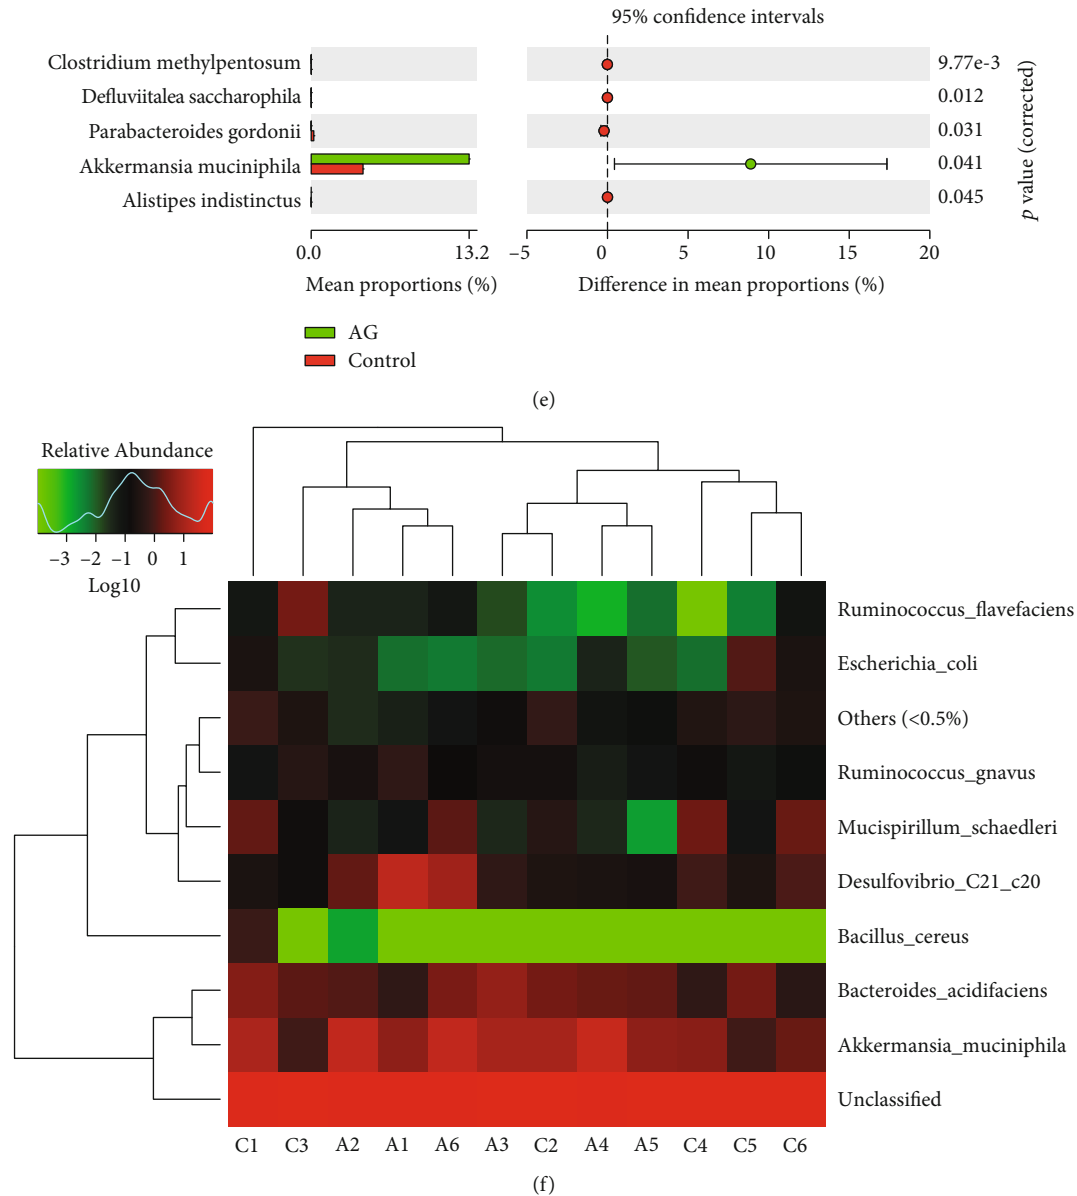 95% confidence intervals
Clostridium methylpentosum
9.77e-3
Defluviitalea saccharophila
0.012
Parabacteroides gordonii
0.031
Akkermansia muciniphila
0.041
Alistipes indistinctus
0.045
p value (corrected)
0.0 13.2 –5 0 5 10 15 20
Mean proportions (%) Difference in mean proportions (%)
AG
Control
(e)
Relative Abundance
–3 –2 –1 0 1
Log10
Ruminococcus_flavefaciens
Escherichia_coli
Others (<0.5%)
Ruminococcus_gnavus
Mucispirillum_schaedleri
Desulfovibrio_C21_c20
Bacillus_cereus
Bacteroides_acidifaciens
Akkermansia_muciniphila
Unclassified
C1 C3 A2 A1 A6 A3 C2 A4 A5 C4 C5 C6
(f)